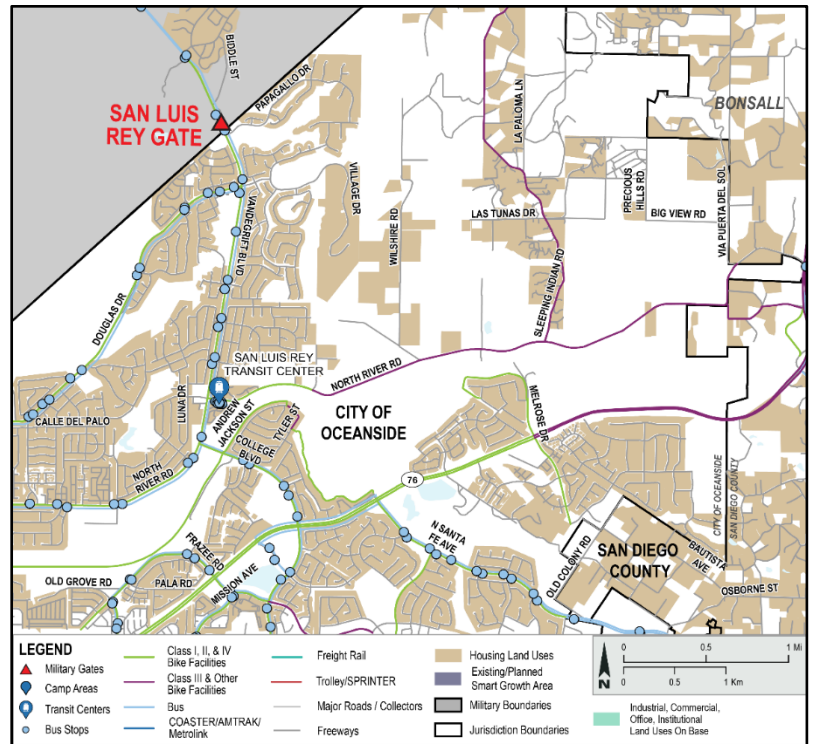 BIDDLE ST
PAPAGALLO DR
SAN LUIS
REY GATE
LA PALOMA LN
BONSALL
VILLAGE DR
WILSHIRE RD
LAS TUNAS DR
PRECIOUS
HILLS RD
BIG VIEW RD
VIA PUERTA DEL SOL
VANDEGRIFT BLVD
DOUGLAS DR
SLEEPING INDIAN RD
SAN LUIS REY
TRANSIT CENTER
NORTH RIVER RD
LUNA DR
CALLE DEL PALO
ANDREW
JACKSON ST
TYLER ST
CITY OF
OCEANSIDE
MELROSE DR
COLLEGE
BLVD
NORTH
RIVER RD
76
CITY OF OCEANSIDE
SAN DIEGO COUNTY
FRAZEE RD
N SANTA
FE AVE
OLD COLONY RD
SAN DIEGO
COUNTY
BAUTISTA
AVE
OLD GROVE RD
PALA RD
MISSION AVE
OSBORNE ST
LEGEND
Military Gates
Camp Areas
Transit Centers
Bus Stops
Class I, II, & IV
Bike Facilities
Class III & Other
Bike Facilities
Bus
COASTER/AMTRAK/
Metrolink
Freight Rail
Trolley/SPRINTER
Major Roads / Collectors
Freeways
Housing Land Uses
Existing/Planned
Smart Growth Area
Military Boundaries
Jurisdiction Boundaries
0 0.5 1 Mi
0 0.5 1 Km
Industrial, Commercial,
Office, Institutional
Land Uses On Base